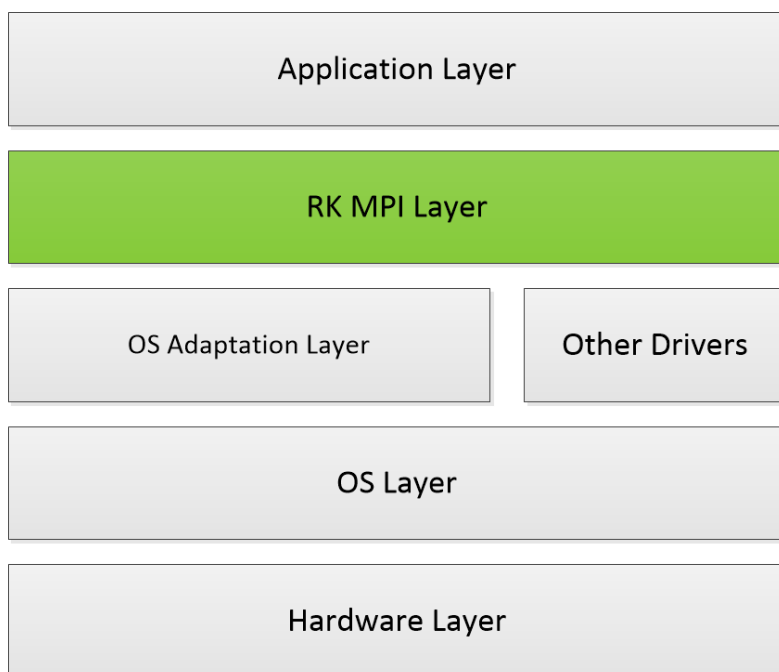 Application Layer
RK MPI Layer
OS Adaptation Layer
Other Drivers
OS Layer
Hardware Layer